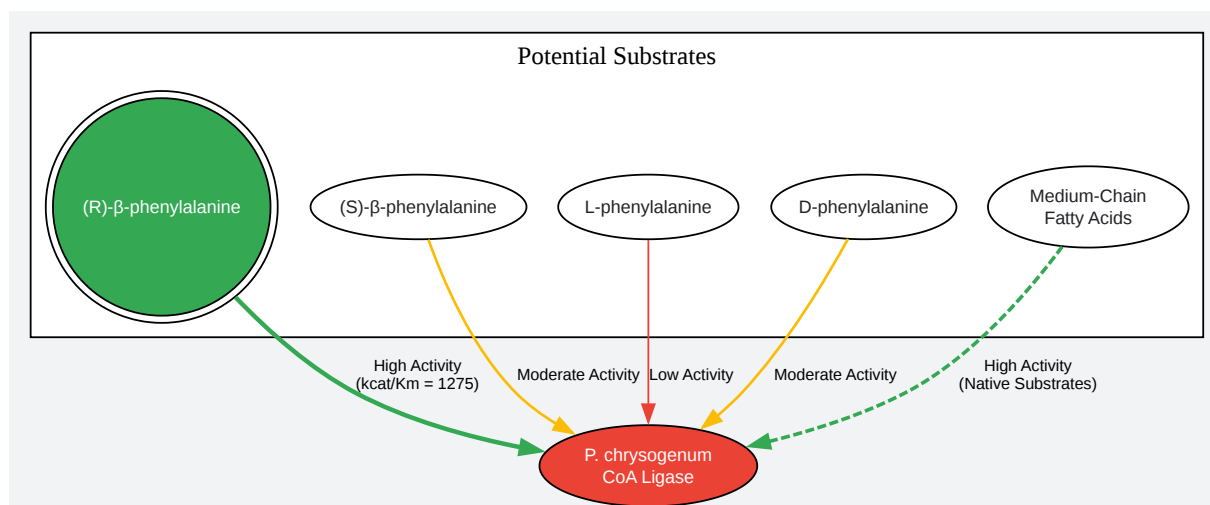 Potential Substrates
(R)-β-phenylalanine
(S)-β-phenylalanine
L-phenylalanine
D-phenylalanine
Medium-Chain
Fatty Acids
High Activity
(kcat/Km = 1275)
Moderate Activity
Low Activity
Moderate Activity
High Activity
(Native Substrates)
P. chrysogenum
CoA Ligase